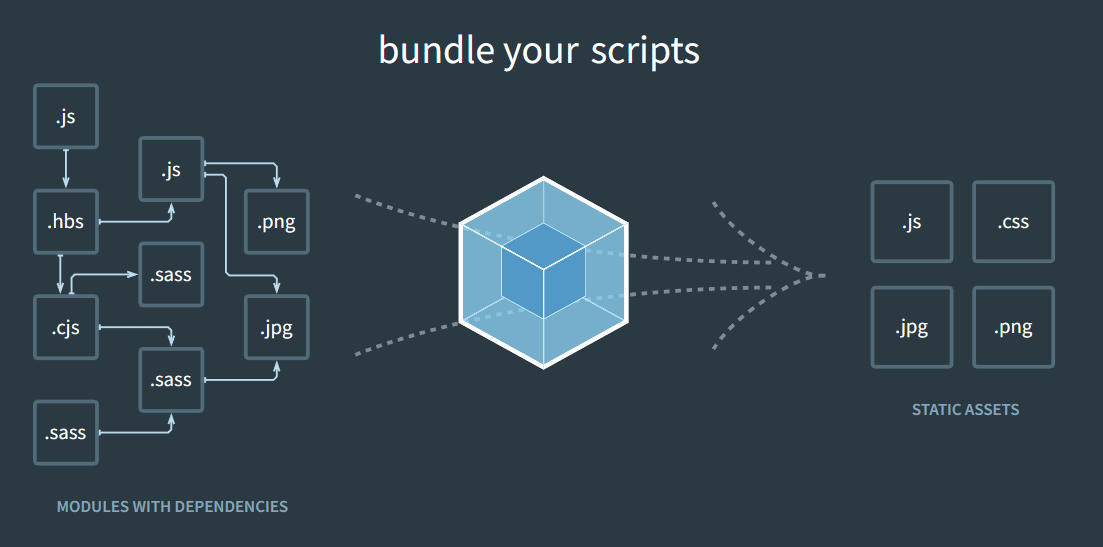 bundle your scripts
.js
.js
.hbs
.png
.sass
.cjs
.jpg
.sass
.sass
MODULES WITH DEPENDENCIES
.js
.css
.jpg
.png
STATIC ASSETS